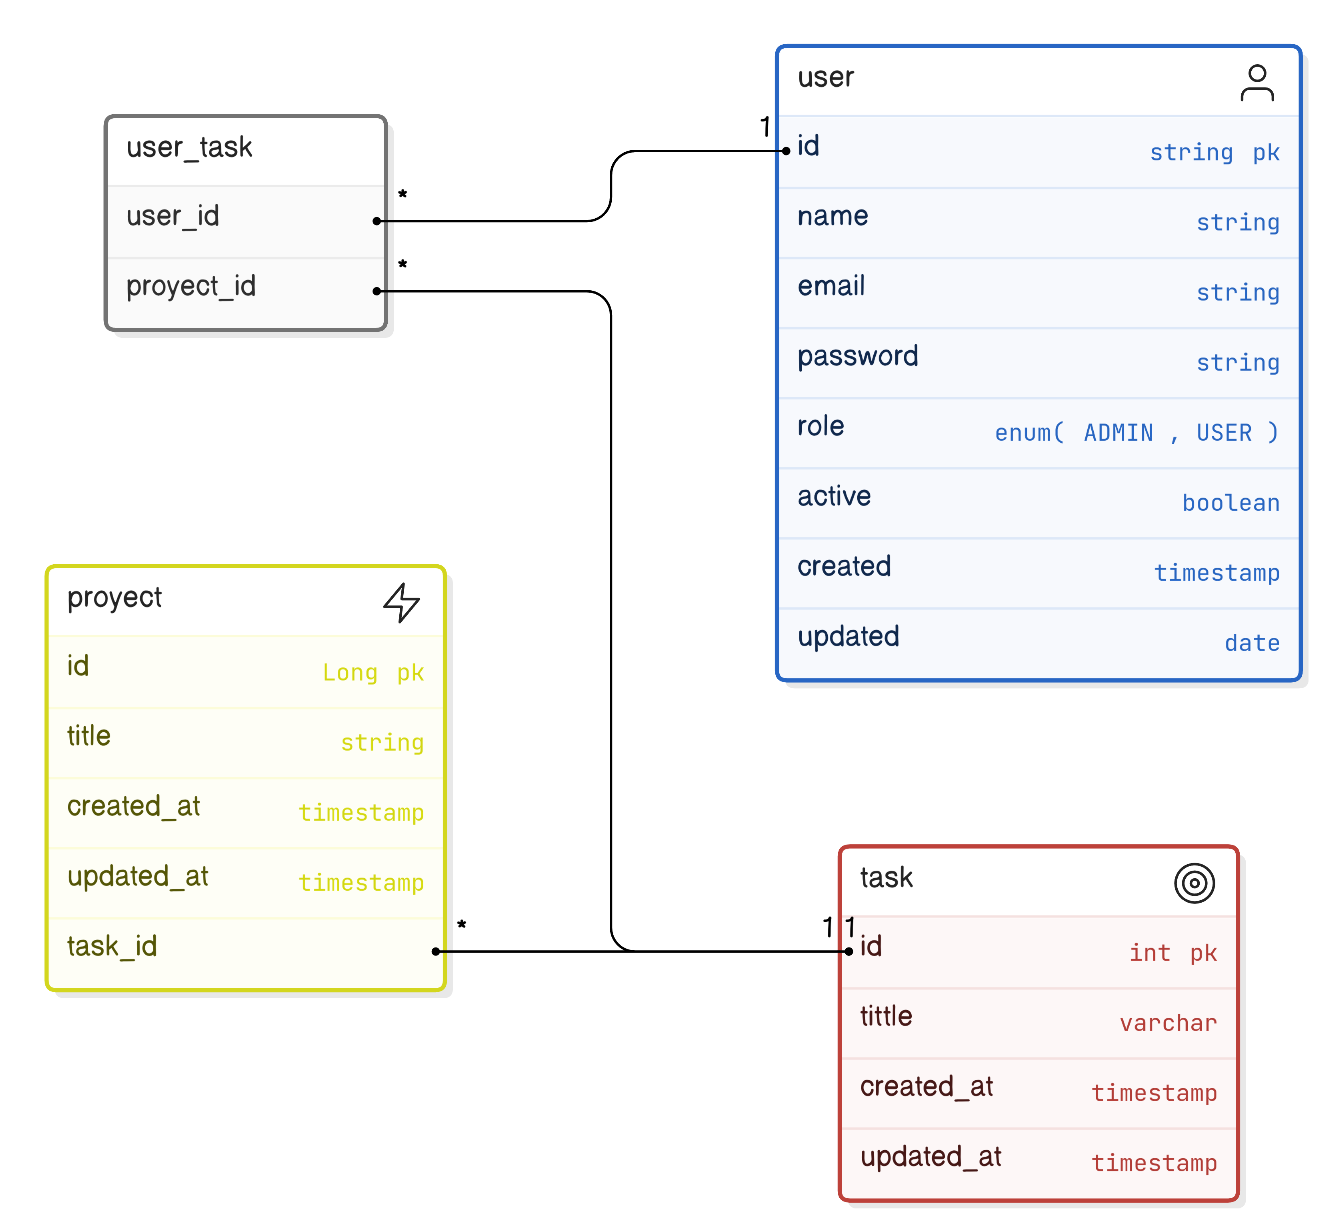 user_task
user_id
*
proyect_id
*
user
1
id string pk
name string
email string
password string
role enum( ADMIN , USER )
active boolean
created timestamp
updated date
proyect
id Long pk
title string
created_at timestamp
updated_at timestamp
task_id
*
task
1 1
id int pk
tittle varchar
created_at timestamp
updated_at timestamp